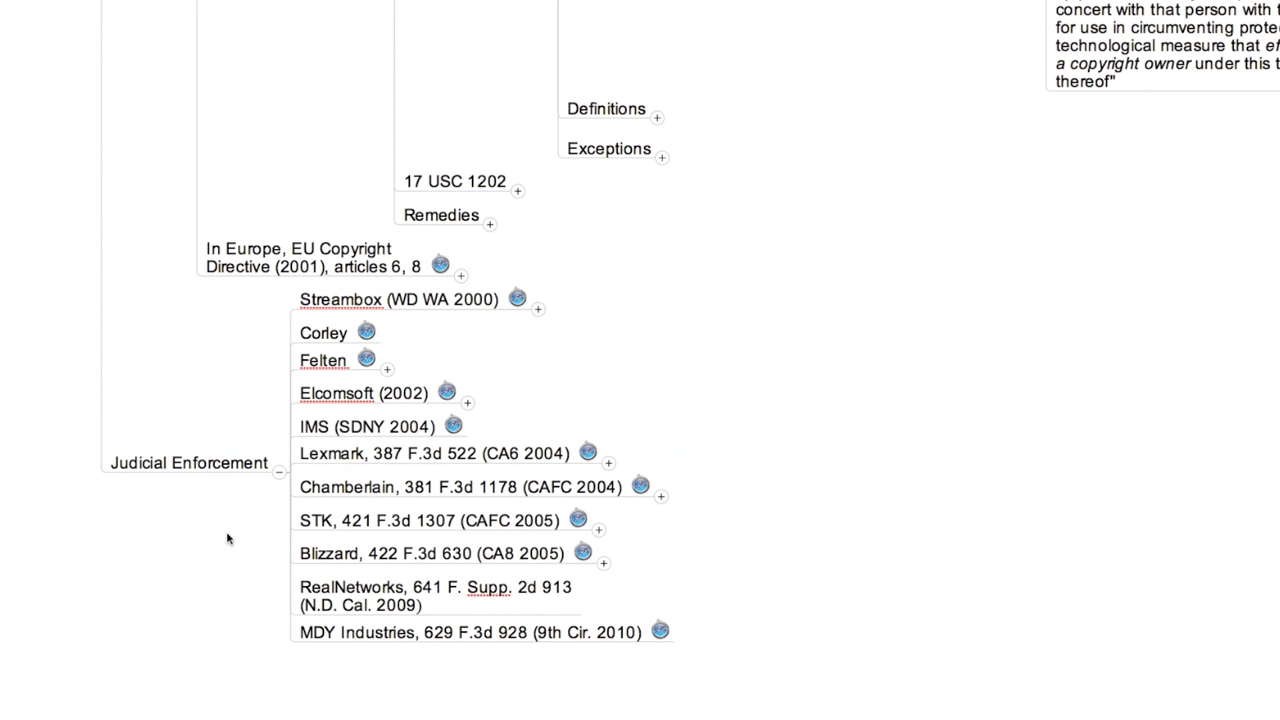 concert with that person with
for use in circumventing
technological measure that
a copyright owner under this
thereof"
Definitions
Exceptions
17 USC 1202
Remedies
In Europe, EU Copyright
Directive (2001), articles 6, 8
Streambox (WD WA 2000)
Corley
Felten
Elcomsoft (2002)
IMS (SDNY 2004)
Lexmark, 387 F.3d 522 (CA6 2004)
Judicial Enforcement
Chamberlain, 381 F.3d 1178 (CAFC 2004)
STK, 421 F.3d 1307 (CAFC 2005)
Blizzard, 422 F.3d 630 (CA8 2005)
RealNetworks, 641 F. Supp. 2d 913
(N.D. Cal. 2009)
MDY Industries, 629 F.3d 928 (9th Cir. 2010)